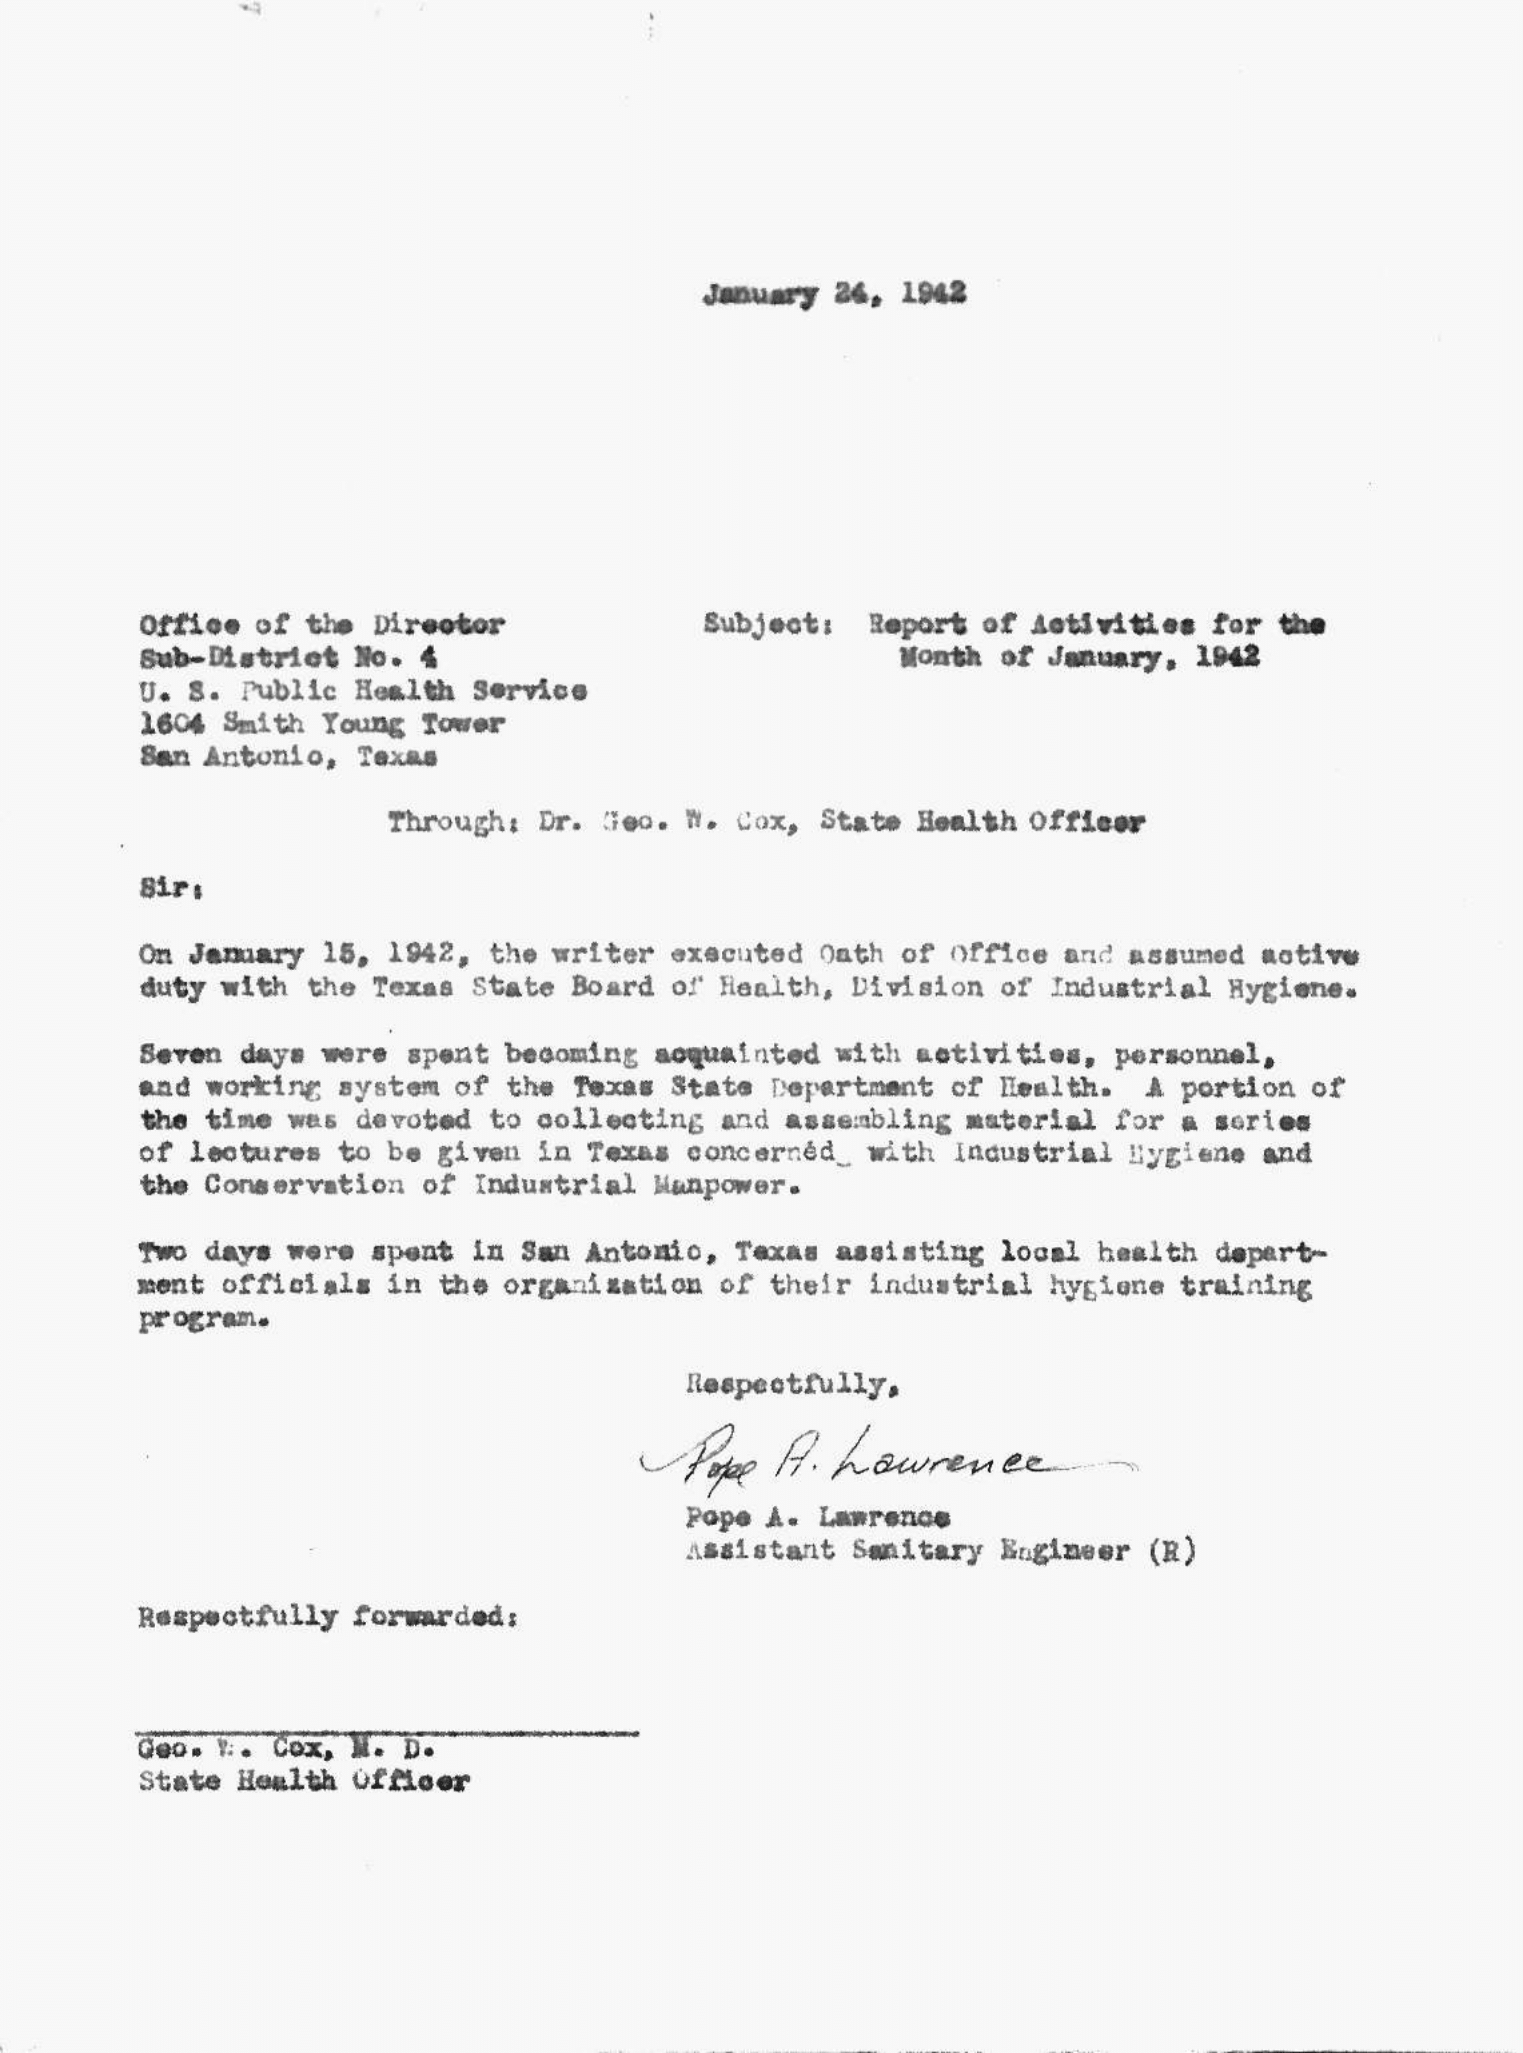 January 24, 1942
Office of the Director
Sub-District No. 4
U. S. Public Health Service
1604 Smith Young Tower
San Antonio, Texas
Subject: Report of Activities for the
Month of January, 1942
Through: Dr. Geo. W. Cox, State Health Officer
Sir:
On January 15, 1942, the writer executed Oath of Office and assumed active
duty with the Texas State Board of Health, Division of Industrial Hygiene.
Seven days were spent becoming acquainted with activities, personnel,
and working system of the Texas State Department of Health. A portion of
the time was devoted to collecting and assembling material for a series
of lectures to be given in Texas concerned_ with Industrial Hygiene and
the Conservation of Industrial Manpower.
Two days were spent in San Antonio, Texas assisting local health depart-
ment officials in the organization of their industrial hygiene training
program.
Respectfully,
Pope A. Lawrence
Pope A. Lawrence
Assistant Sanitary Engineer (R)
Respectfully forwarded:
Geo. W. Cox, M. D.
State Health Officer